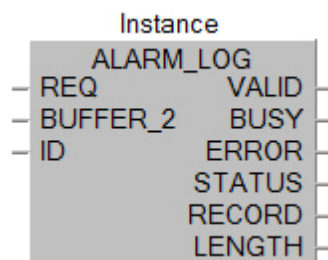 Instance
ALARM_LOG
REQ VALID
BUFFER_2 BUSY
ID ERROR
STATUS
RECORD
LENGTH